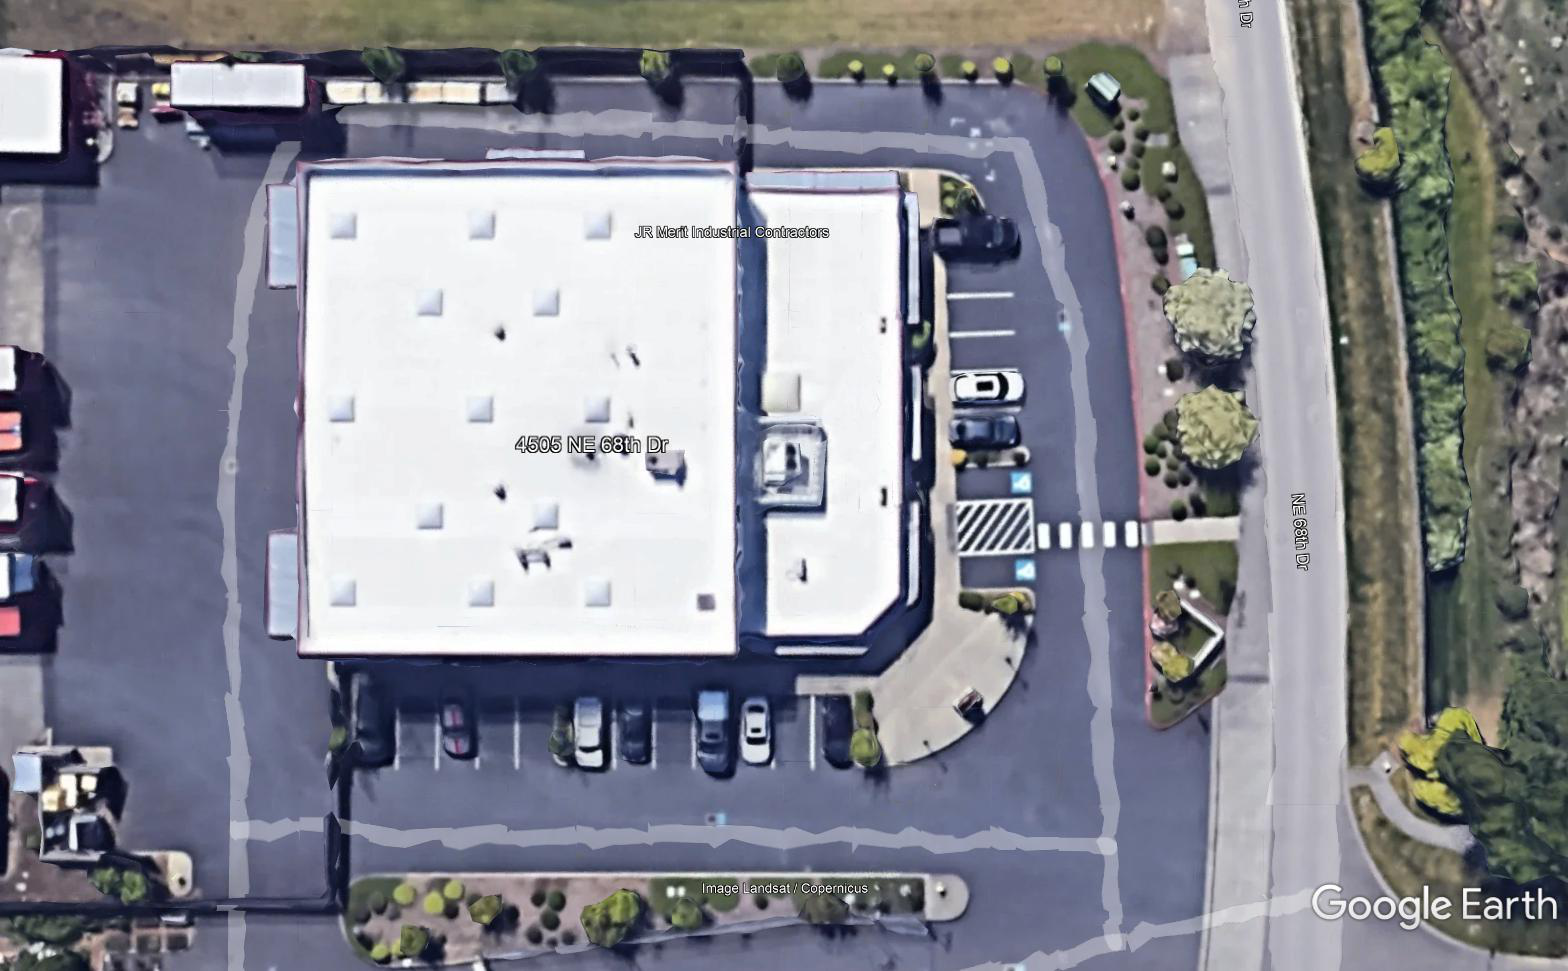 JR Merit Industrial Contractors
4505 NE 68th Dr
NE 68th Dr
Image Landsat / Copernicus
Google Earth